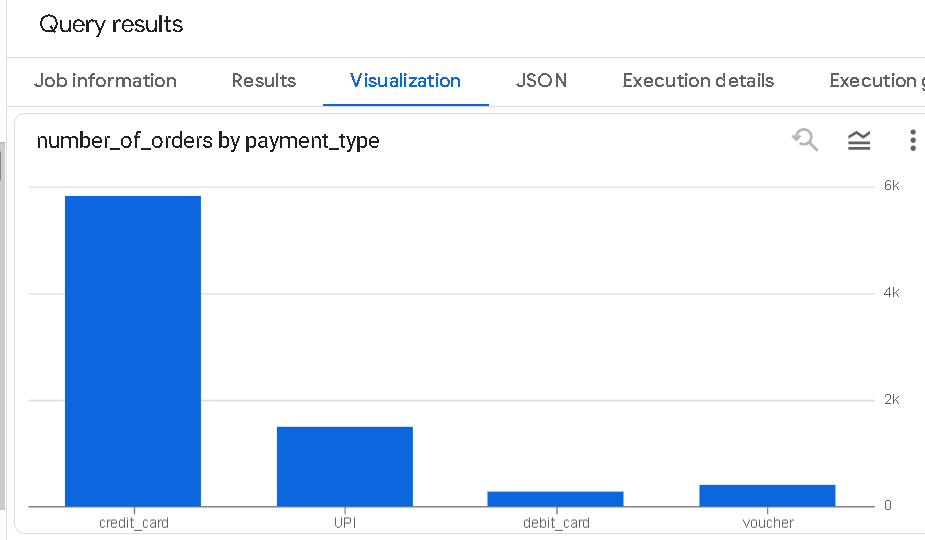 Query results
Job information Results Visualization JSON Execution details Execution
number_of_orders by payment_type
6k
4k
2k
0
credit_card UPI debit_card voucher